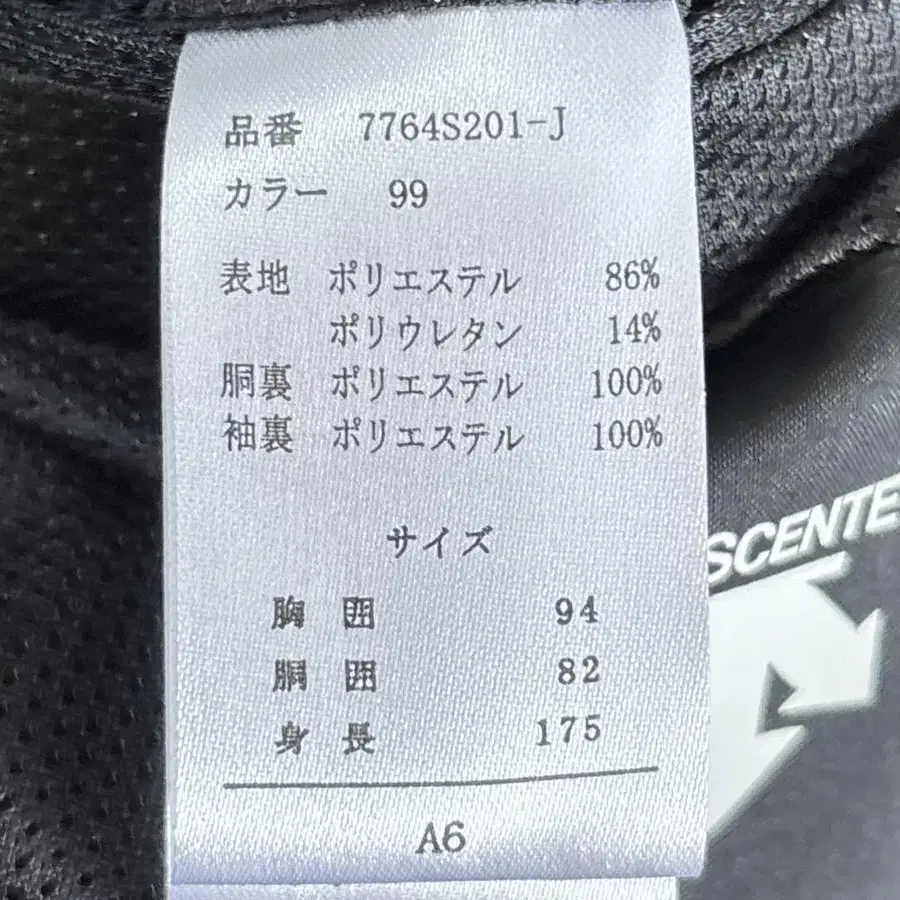 品番 7764S201-J
カラー 99
表地 ポリエステル 86%
ポリウレタン 14%
胴裏 ポリエステル 100%
袖裏 ポリエステル 100%
サイズ
胸囲 94
胴囲 82
身長 175
A6
SCENTE